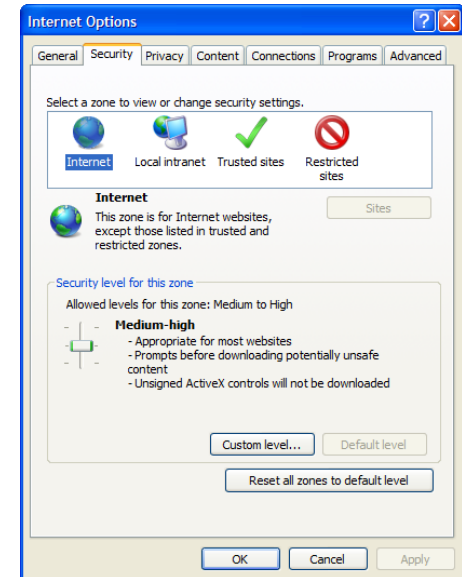 Internet Options
General Security Privacy Content Connections Programs Advanced
Select a zone to view or change security settings.
Internet Local intranet Trusted sites Restricted
sites
Internet
Sites
This zone is for Internet websites,
except those listed in trusted and
restricted zones.
Security level for this zone
Allowed levels for this zone: Medium to High
Medium-high
- Appropriate for most websites
- Prompts before downloading potentially unsafe
content
- Unsigned ActiveX controls will not be downloaded
Custom level... Default level
Reset all zones to default level
OK Cancel Apply